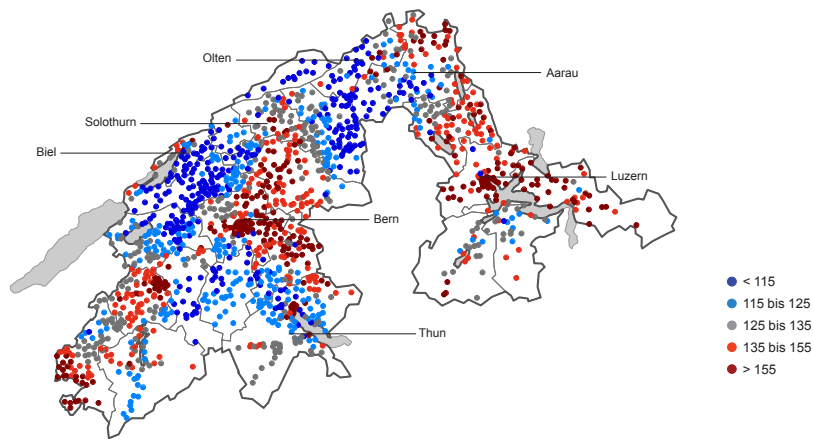 Olten
Aarau
Solothurn
Biel
Luzern
Bern
Thun
< 115
115 bis 125
125 bis 135
135 bis 155
> 155